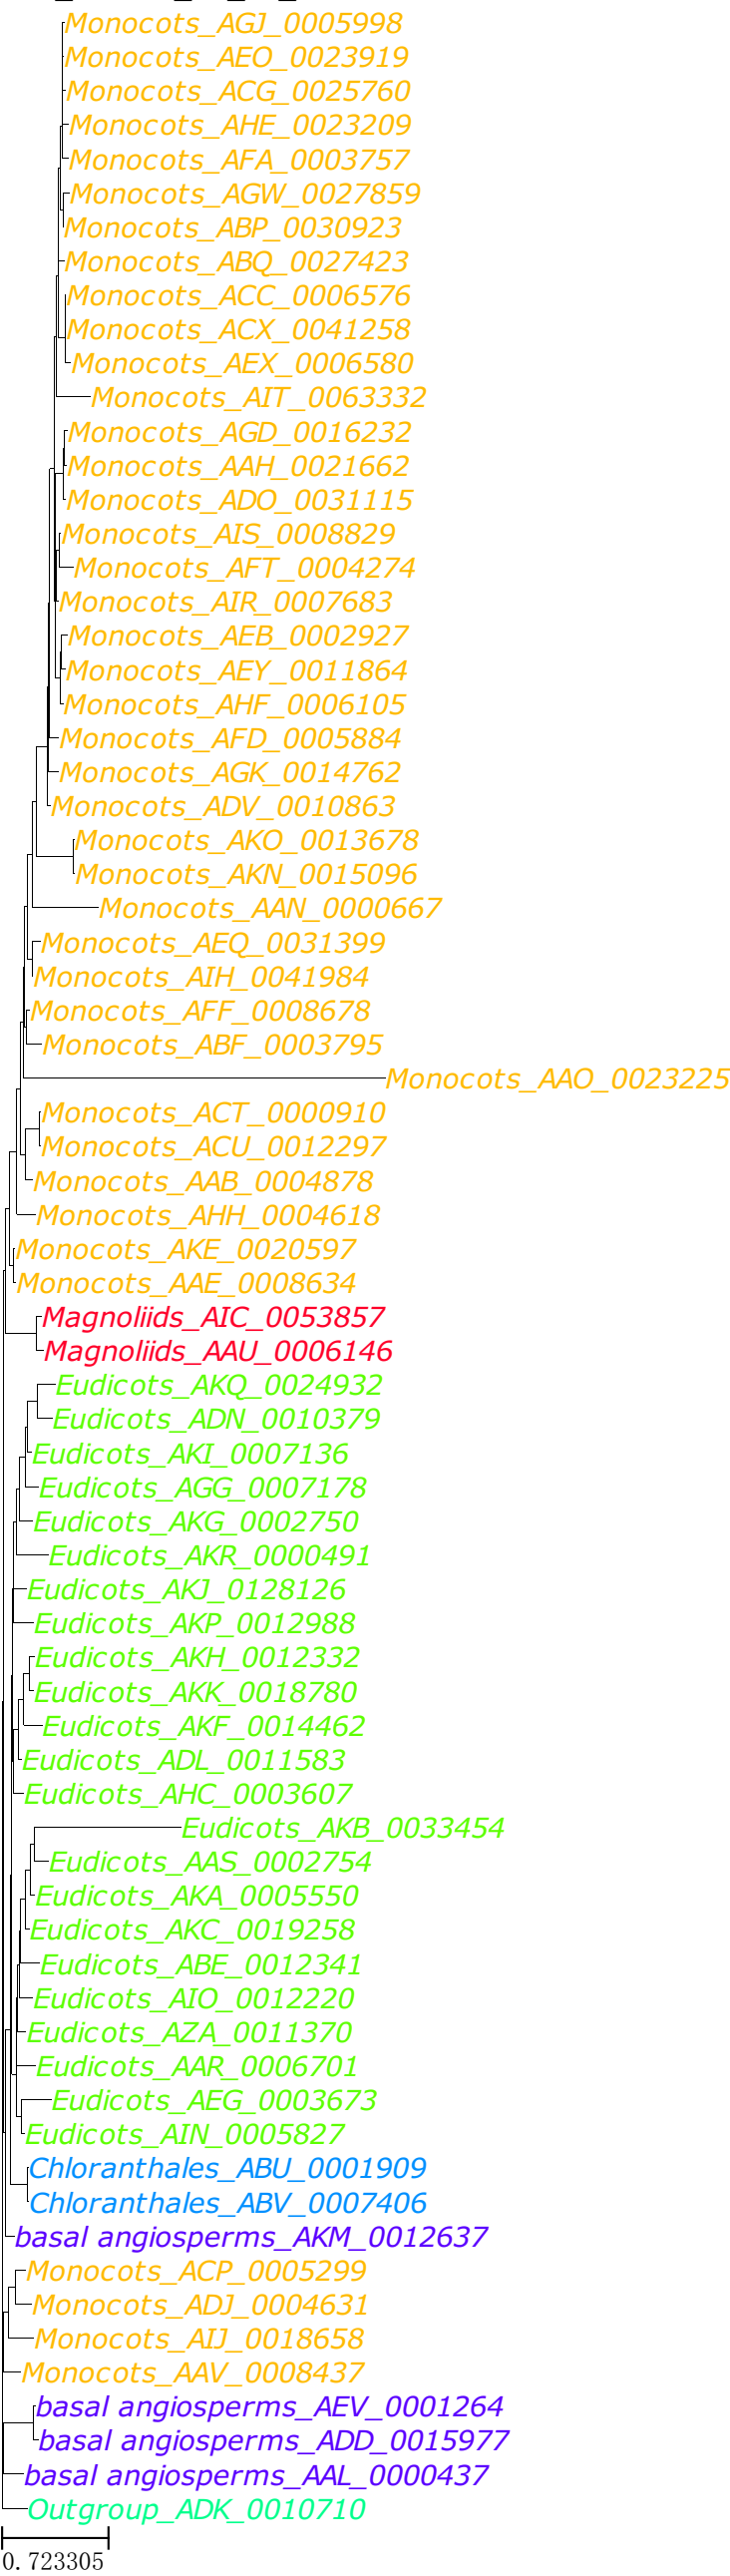 Monocots_AGJ_0005998
Monocots_AEO_0023919
Monocots_ACG_0025760
Monocots_AHE_0023209
Monocots_AFA_0003757
Monocots_AGW_0027859
Monocots_ABP_0030923
Monocots_ABQ_0027423
Monocots_ACC_0006576
Monocots_ACX_0041258
Monocots_AEX_0006580
Monocots_AIT_0063332
Monocots_AGD_0016232
Monocots_AAH_0021662
Monocots_ADO_0031115
Monocots_AIS_0008829
Monocots_AFT_0004274
Monocots_AIR_0007683
Monocots_AEB_0002927
Monocots_AEY_0011864
Monocots_AHF_0006105
Monocots_AFD_0005884
Monocots_AGK_0014762
Monocots_ADV_0010863
Monocots_AKO_0013678
Monocots_AKN_0015096
Monocots_AAN_0000667
Monocots_AEQ_0031399
Monocots_AIH_0041984
Monocots_AFF_0008678
Monocots_ABF_0003795
Monocots_AAO_0023225
Monocots_ACT_0000910
Monocots_ACU_0012297
Monocots_AAB_0004878
Monocots_AHH_0004618
Monocots_AKE_0020597
Monocots_AAE_0008634
Magnoliids_AIC_0053857
Magnoliids_AAU_0006146
Eudicots_AKQ_0024932
Eudicots_ADN_0010379
Eudicots_AKI_0007136
Eudicots_AGG_0007178
Eudicots_AKG_0002750
Eudicots_AKR_0000491
Eudicots_AKJ_0128126
Eudicots_AKP_0012988
Eudicots_AKH_0012332
Eudicots_AKK_0018780
Eudicots_AKF_0014462
Eudicots_ADL_0011583
Eudicots_AHC_0003607
Eudicots_AKB_0033454
Eudicots_AAS_0002754
Eudicots_AKA_0005550
Eudicots_AKC_0019258
Eudicots_ABE_0012341
Eudicots_AIO_0012220
Eudicots_AZA_0011370
Eudicots_AAR_0006701
Eudicots_AEG_0003673
Eudicots_AIN_0005827
Chloranthales_ABU_0001909
Chloranthales_ABV_0007406
basal angiosperms_AKM_0012637
Monocots_ACP_0005299
Monocots_ADJ_0004631
Monocots_AIJ_0018658
Monocots_AAV_0008437
basal angiosperms_AEV_0001264
basal angiosperms_ADD_0015977
basal angiosperms_AAL_0000437
Outgroup_ADK_0010710
0.723305